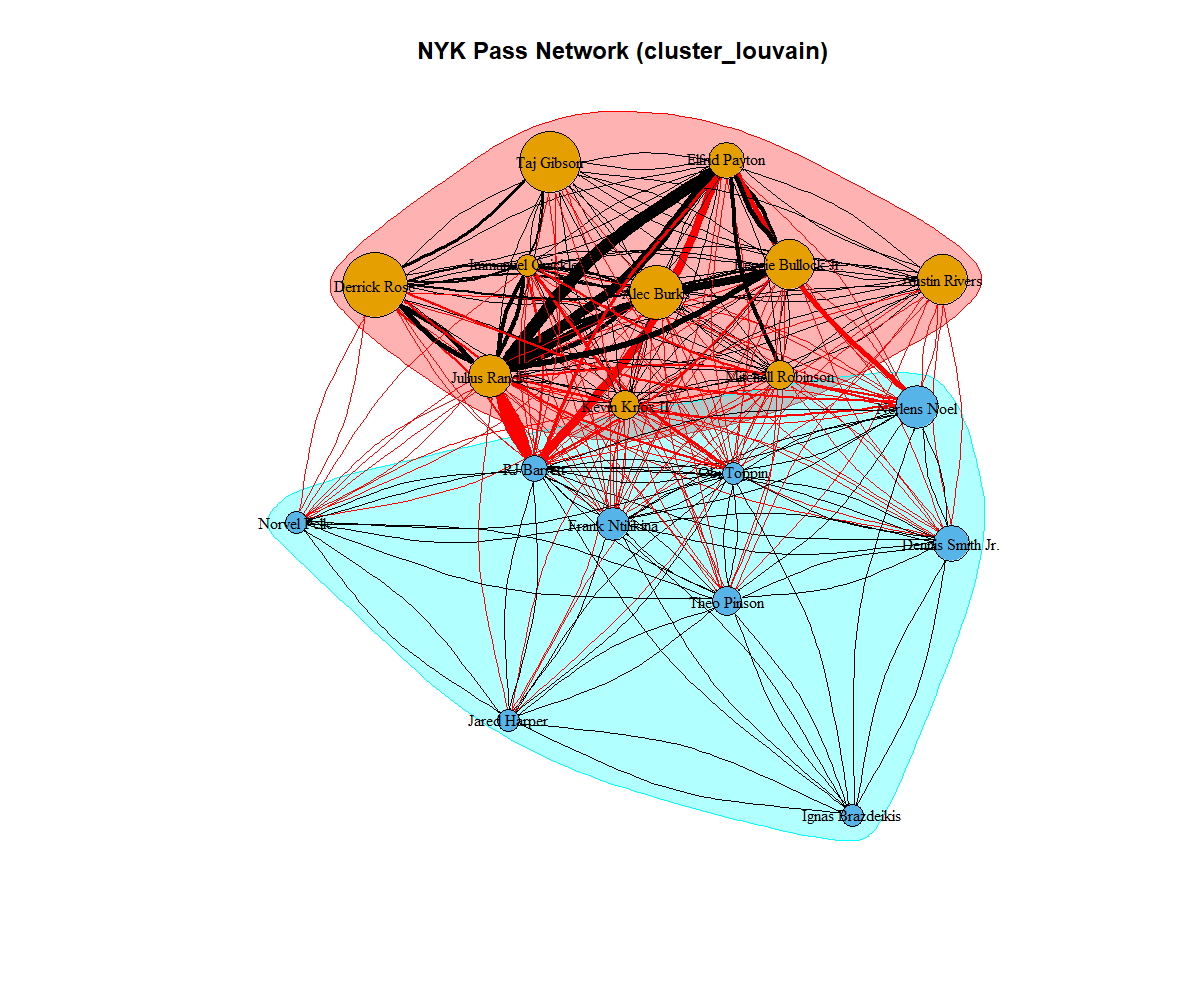 NYK Pass Network (cluster_louvain)
Taj Gibson
Elfrid Payton
Immanuel
Reggie Bullock Jr
Derrick Rose
Alec Burks
Austin Rivers
Julius Randle
Mitchell Robinson
Kevin Knox II
Nerlens Noel
RJ Barrett
Obi Toppin
Norvel Pelle
Frank Ntilikina
Dennis Smith Jr.
Theo Pinson
Jared Harper
Ignas Brazdeikis